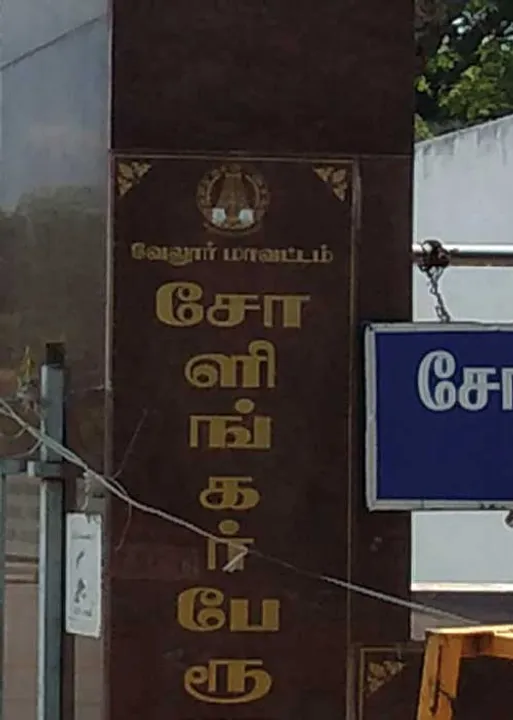 வேலூர் மாவட்டம்
சோ
ளி
ங்
க
ர்
பே
ரூ
சோ